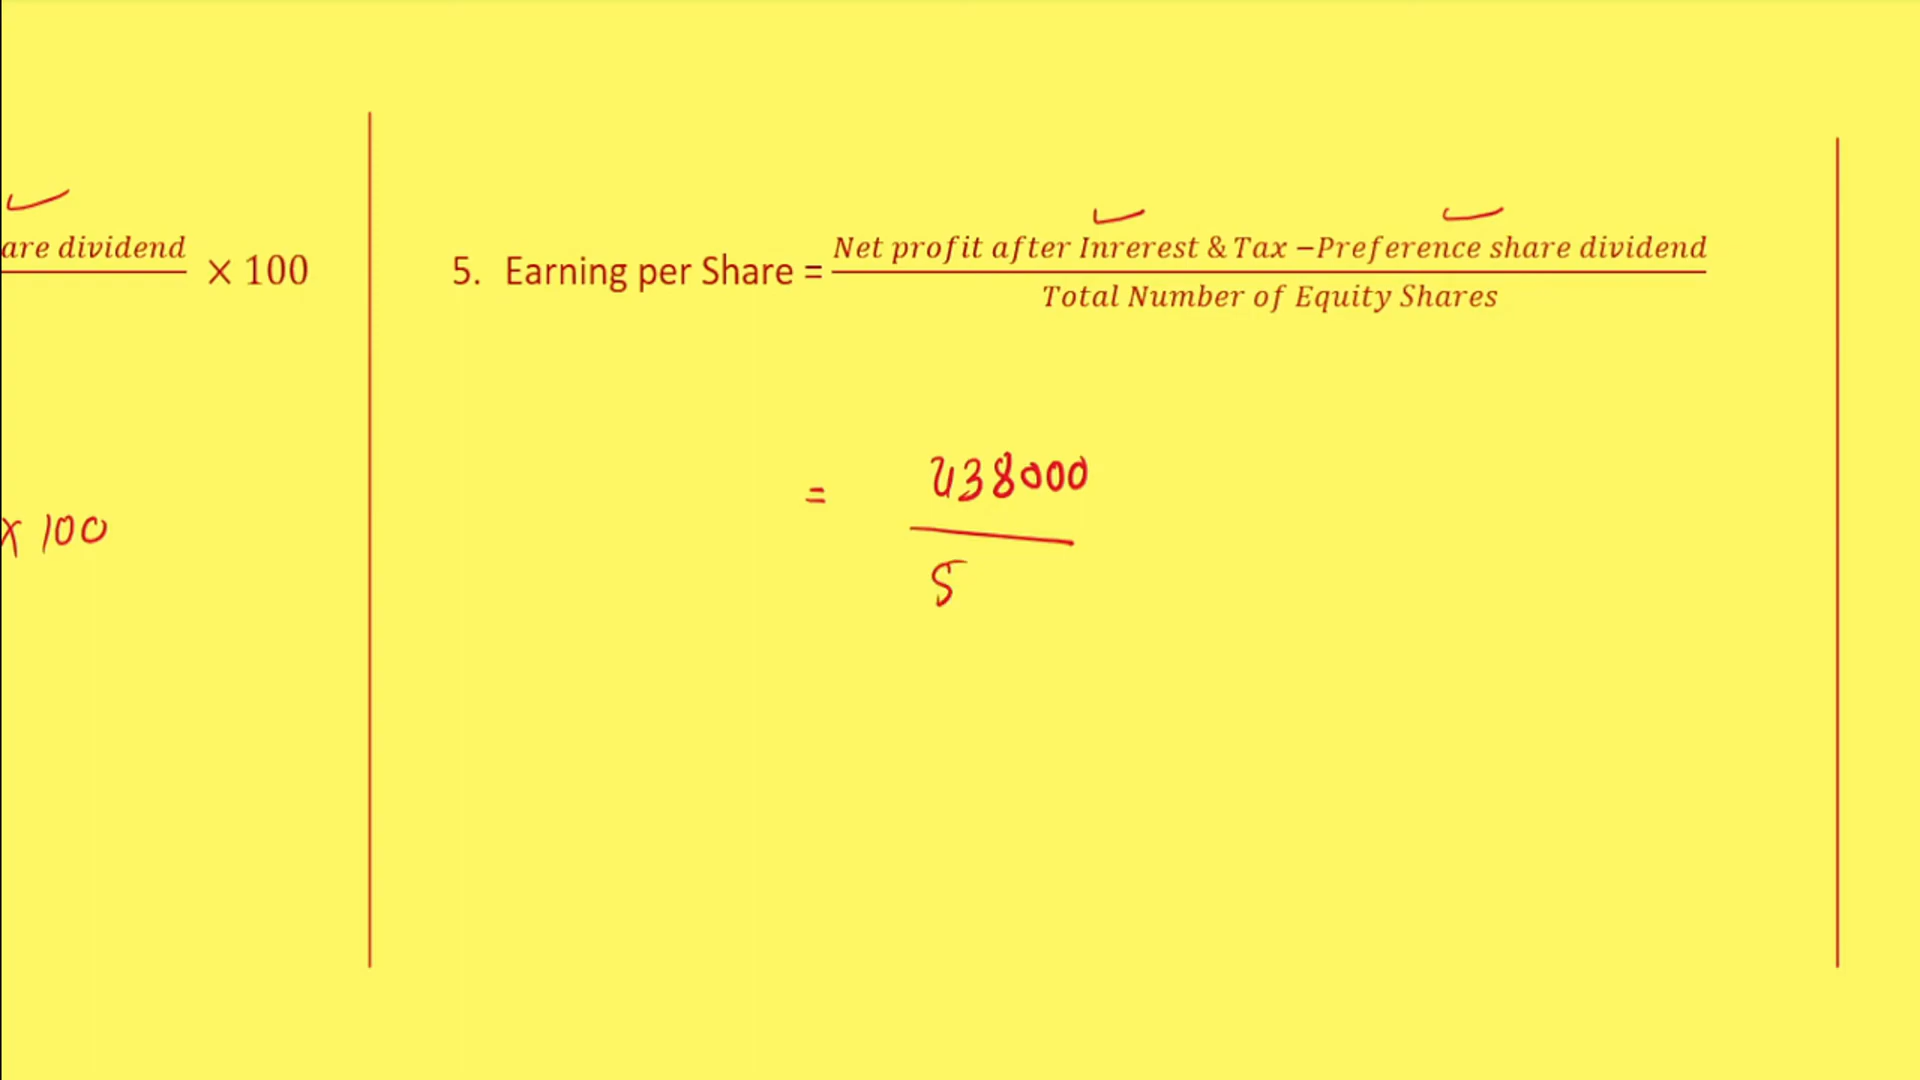 are dividend
× 100
5. Earning per Share =
Net profit after Inrerest & Tax −Preference share dividend
Total Number of Equity Shares
= 438000
5
× 100